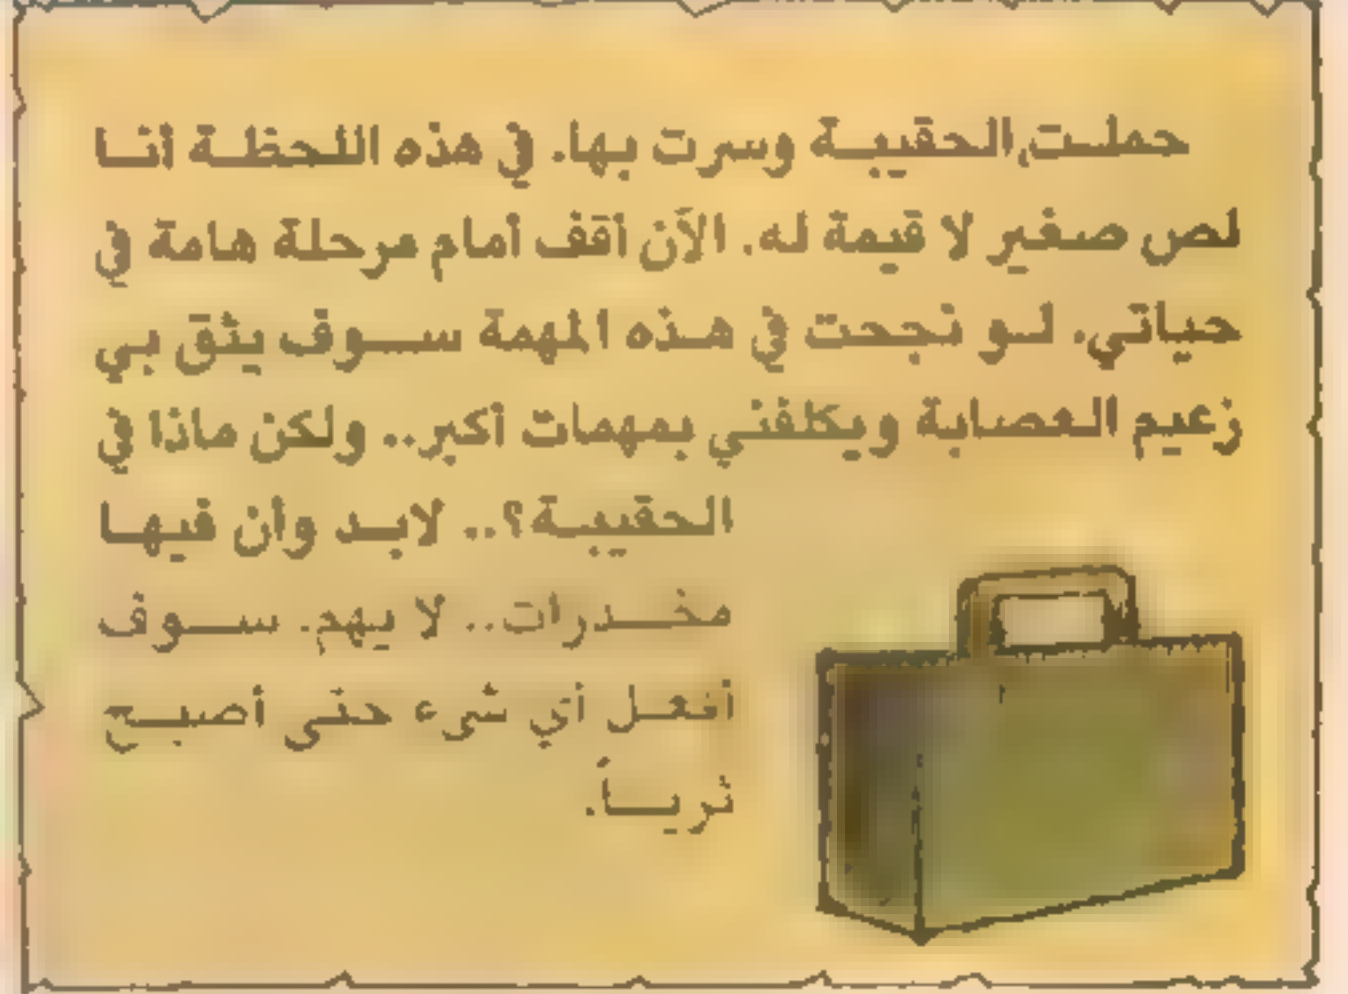 حملت الحقيبة وسرت بها. في هذه اللحظة أنا
لص صغير لا قيمة له. الآن أقف أمام مرحلة هامة في
حياتي. لو نجحت في هذه المهمة سوف يثق بي
زعيم العصابة ويكلفني بمهمات أكبر.. ولكن ماذا في
الحقيبة؟.. لابد وأن فيها
مخدرات.. لا يهم. سوف
أفعل أي شىء حتى أصبح
ثرياً.